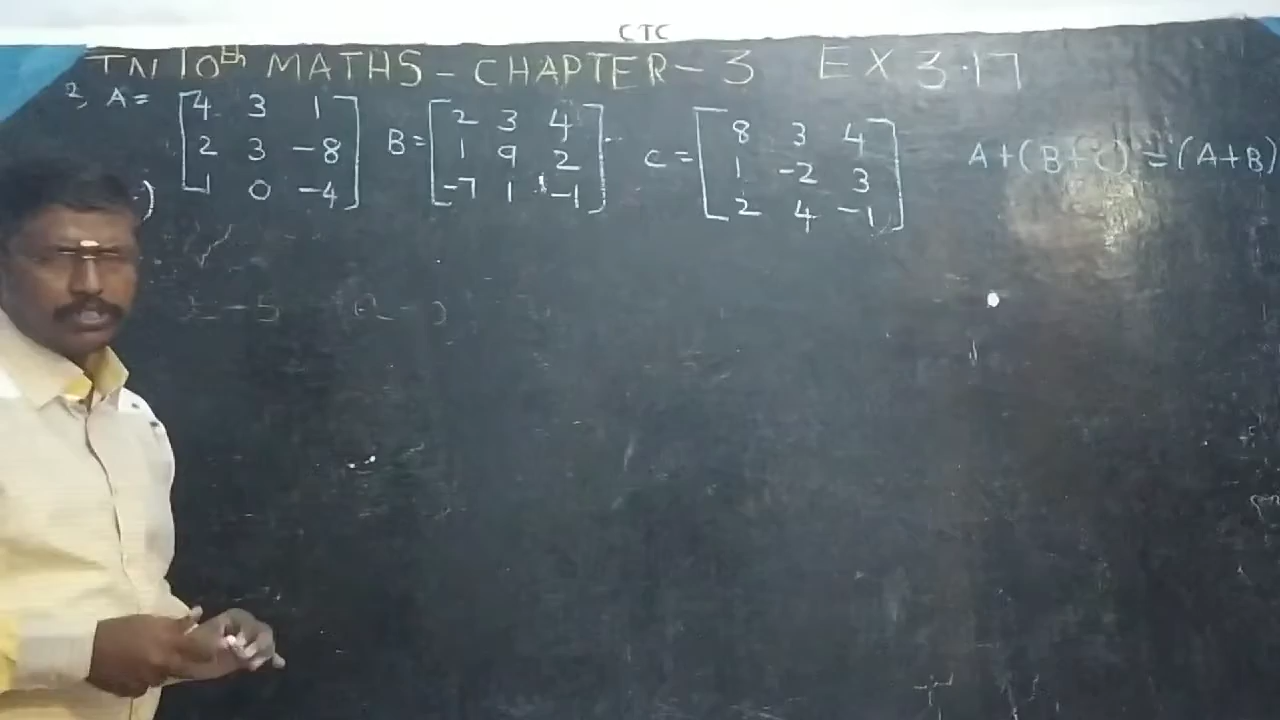 CTC
TN 10th MATHS - CHAPTER - 3 EX 3.17
2, A = [4 3 1 B = [2 3 4 C = [8 3 4 A+(B+C) = (A+B)
2 3 -8 1 9 2 1 -2 3
1 0 -4] -7 1 -1] 2 4 -1]